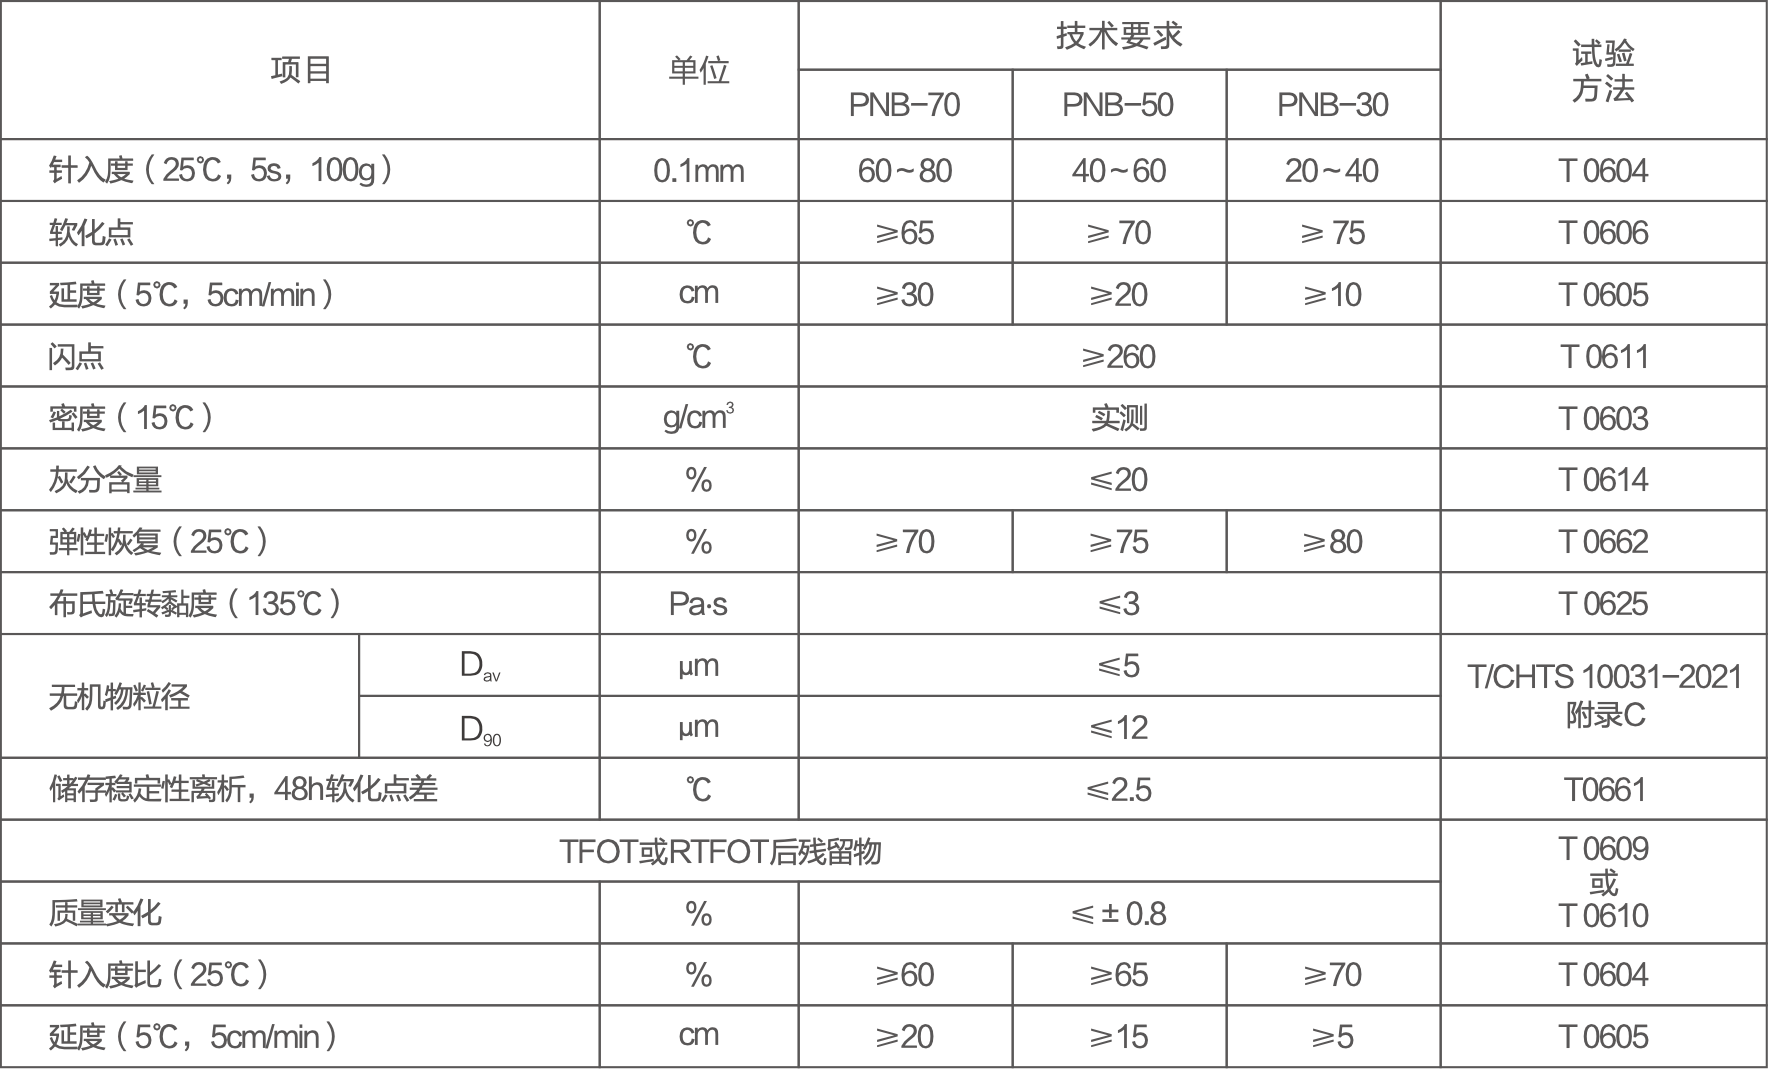 项目 单位 技术要求 试验方法
PNB-70 PNB-50 PNB-30
针入度（25℃，5s，100g） 0.1mm 60~80 40~60 20~40 T 0604
软化点 ℃ ≥65 ≥70 ≥75 T 0606
延度（5℃，5cm/min） cm ≥30 ≥20 ≥10 T 0605
闪点 ℃ ≥260 T 0611
密度（15℃） g/cm³ 实测 T 0603
灰分含量 % ≤20 T 0614
弹性恢复（25℃） % ≥70 ≥75 ≥80 T 0662
布氏旋转黏度（135℃） Pa·s ≤3 T 0625
无机物粒径 Dav μm ≤5 T/CHTS 10031-2021
附录C
D90 μm ≤12
储存稳定性离析，48h软化点差 ℃ ≤2.5 T0661
TFOT或RTFOT后残留物 T 0609
或
T 0610
质量变化 % ≤±0.8
针入度比（25℃） % ≥60 ≥65 ≥70 T 0604
延度（5℃，5cm/min） cm ≥20 ≥15 ≥5 T 0605